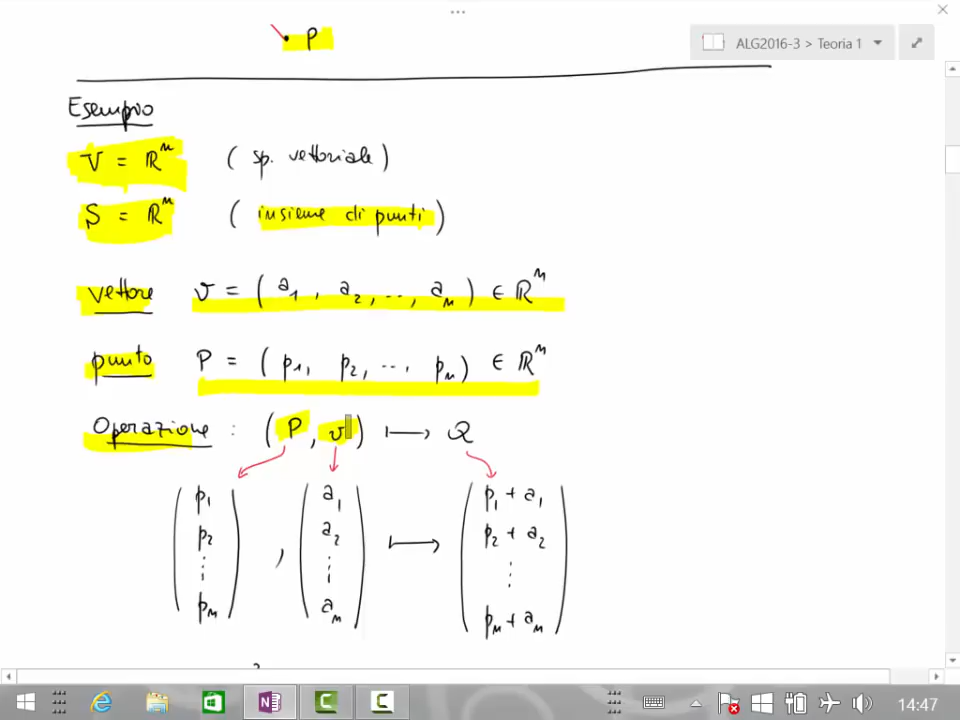 P
ALG2016-3 > Teoria 1
Esempio
V = ℝⁿ ( sp. vettoriale )
S = ℝⁿ ( insieme di punti )
vettore v = ( a₁ , a₂ , .. , aₙ ) ∈ ℝⁿ
punto P = ( p₁ , p₂ , .. , pₙ ) ∈ ℝⁿ
Operazione : ( P , v ) ⟼ Q
p₁ a₁ p₁ + a₁
p₂ , a₂ ⟼ p₂ + a₂
⋮ ⋮ ⋮
pₙ aₙ pₙ + aₙ
14:47